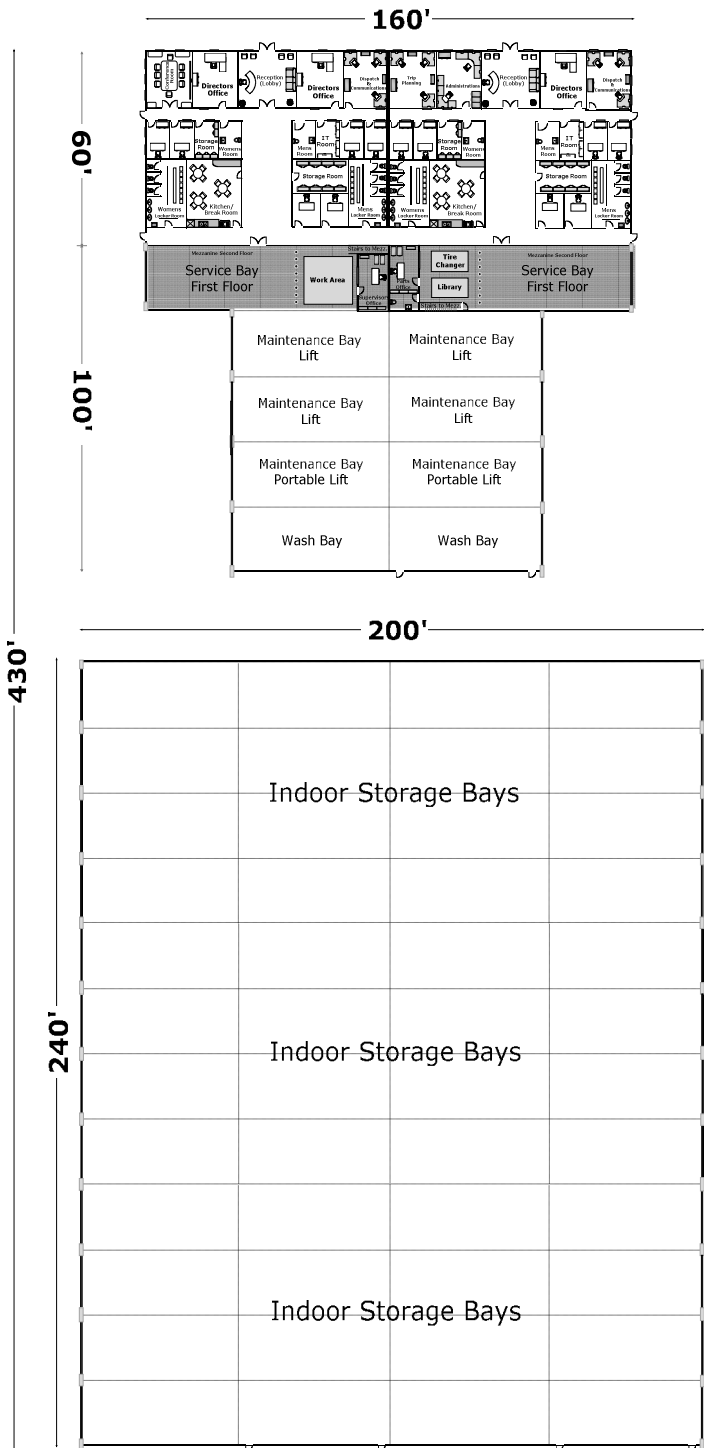 160'
Conference
Room
Directors
Office
Reception
(Lobby)
Directors
Office
Dispatch
&
Communications
Trip
Planning
Administrations
Reception
(Lobby)
Directors
Office
Dispatch
&
Communications
60'
Storage
Room
Womens
Room
Mens
Room
IT
Room
Storage
Room
Womens
Room
Mens
Room
IT
Room
Storage Room
Storage Room
Womens
Locker Room
Kitchen/
Break Room
Mens
Locker Room
Womens
Locker Room
Kitchen/
Break Room
Mens
Locker Room
Mezzanine Second Floor
Service Bay
First Floor
Work Area
Stairs to Mezz.
Supervisors
Office
Parts
Office
Tire
Changer
Library
Stairs to Mezz.
Mezzanine Second Floor
Service Bay
First Floor
100'
Maintenance Bay
Lift
Maintenance Bay
Lift
Maintenance Bay
Lift
Maintenance Bay
Lift
Maintenance Bay
Portable Lift
Maintenance Bay
Portable Lift
Wash Bay
Wash Bay
430'
200'
240'
Indoor Storage Bays
Indoor Storage Bays
Indoor Storage Bays